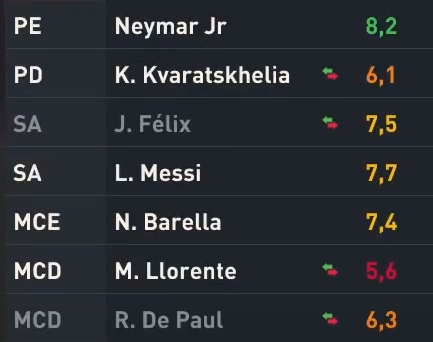 PE Neymar Jr 8,2
PD K. Kvaratskhelia 6,1
SA J. Félix 7,5
SA L. Messi 7,7
MCE N. Barella 7,4
MCD M. Llorente 5,6
MCD R. De Paul 6,3